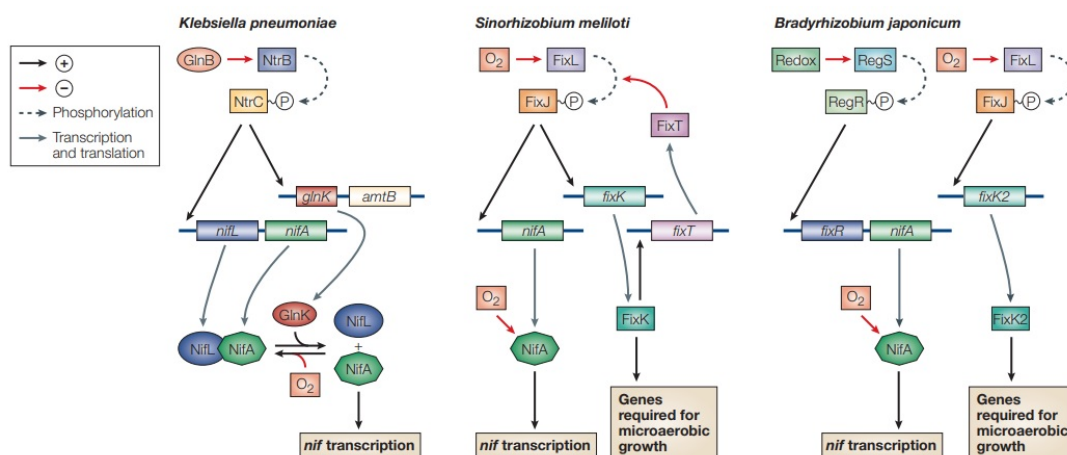 Klebsiella pneumoniae
Sinorhizobium meliloti
Bradyrhizobium japonicum
+
−
Phosphorylation
Transcription
and translation
GlnB
NtrB
NtrC
P
glnK
amtB
nifL
nifA
GlnK
NifL
NifL
NifA
+
NifA
O2
nif transcription
O2
FixL
FixJ
P
FixT
fixK
nifA
fixT
O2
FixK
NifA
Genes
required for
microaerobic
growth
nif transcription
Redox
RegS
O2
FixL
RegR
P
FixJ
P
fixK2
fixR
nifA
O2
FixK2
NifA
Genes
required for
microaerobic
growth
nif transcription